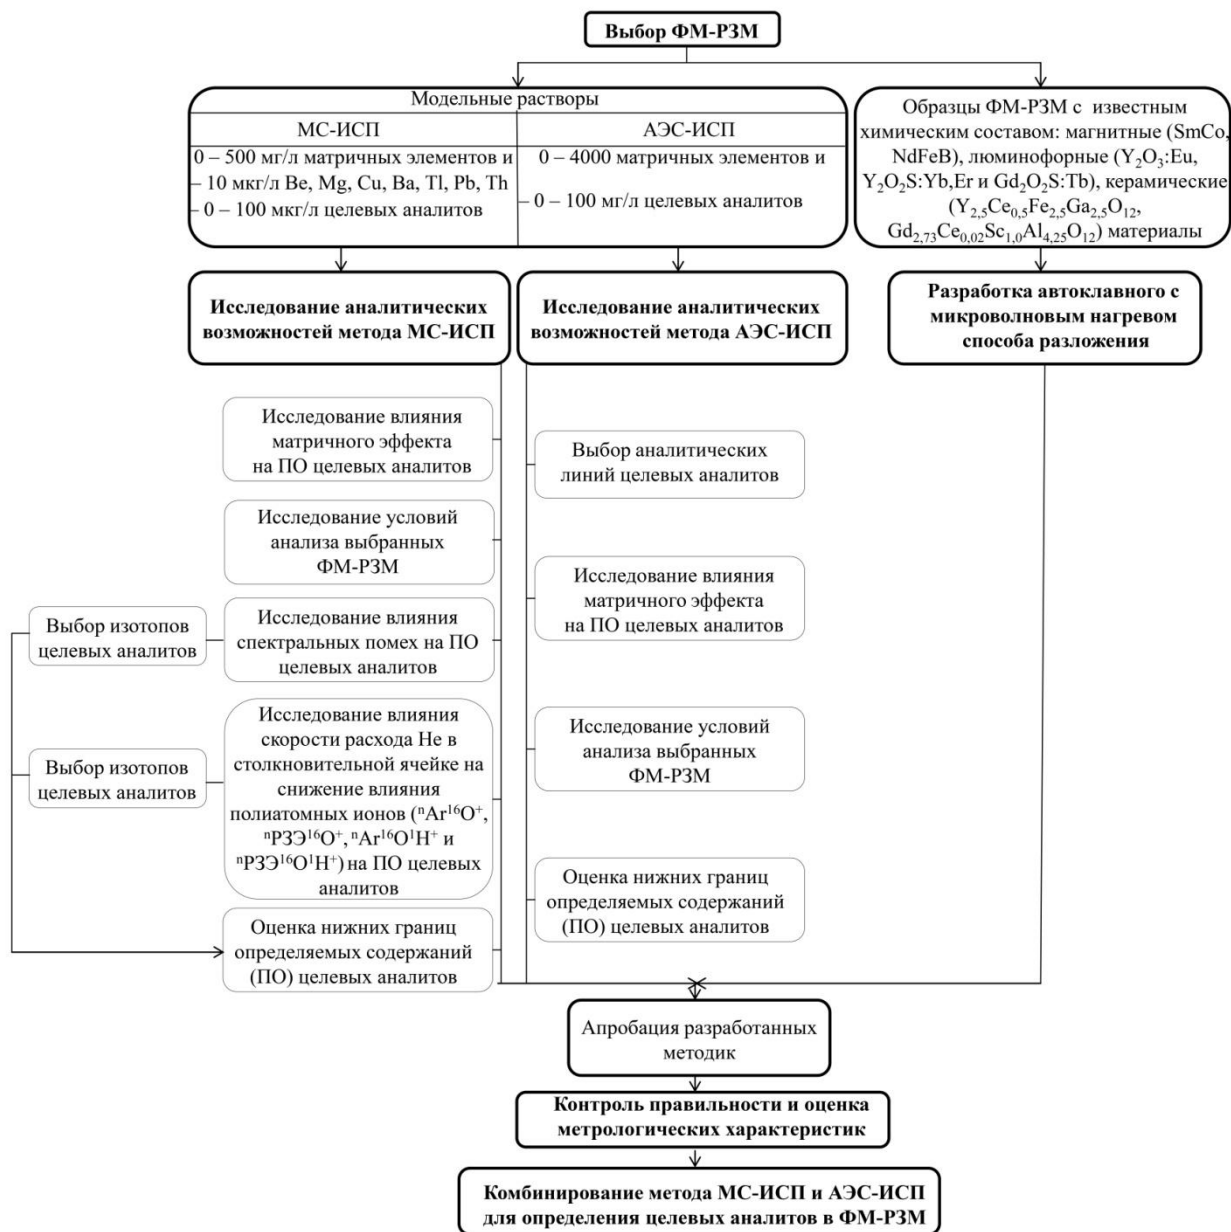 Выбор ФМ-РЗМ
Модельные растворы
МС-ИСП
0 – 500 мг/л матричных элементов и
– 10 мкг/л Be, Mg, Cu, Ba, Tl, Pb, Th
– 0 – 100 мкг/л целевых аналитов
АЭС-ИСП
0 – 4000 матричных элементов и
– 0 – 100 мг/л целевых аналитов
Образцы ФМ-РЗМ с известным
химическим составом: магнитные (SmCo,
NdFeB), люминофорные (Y₂O₃:Eu,
Y₂O₂S:Yb,Er и Gd₂O₂S:Tb), керамические
(Y₂,₅Ce₀,₅Fe₂,₅Ga₂,₅O₁₂,
Gd₂,₇₃Ce₀,₀₂Sc₁,₀Al₄,₂₅O₁₂) материалы
Исследование аналитических
возможностей метода МС-ИСП
Исследование аналитических
возможностей метода АЭС-ИСП
Разработка автоклавного с
микроволновым нагревом
способа разложения
Исследование влияния
матричного эффекта
на ПО целевых аналитов
Исследование условий
анализа выбранных
ФМ-РЗМ
Выбор изотопов
целевых аналитов
Исследование влияния
спектральных помех на ПО
целевых аналитов
Выбор изотопов
целевых аналитов
Исследование влияния
скорости расхода He в
столкновительной ячейке на
снижение влияния
полиатомных ионов (ⁿAr¹⁶O⁺,
ⁿРЗЭ¹⁶O⁺, ⁿAr¹⁶O¹H⁺ и
ⁿРЗЭ¹⁶O¹H⁺) на ПО целевых
аналитов
Оценка нижних границ
определяемых содержаний
(ПО) целевых аналитов
Выбор аналитических
линий целевых аналитов
Исследование влияния
матричного эффекта
на ПО целевых аналитов
Исследование условий
анализа выбранных
ФМ-РЗМ
Оценка нижних границ
определяемых содержаний
(ПО) целевых аналитов
Апробация разработанных
методик
Контроль правильности и оценка
метрологических характеристик
Комбинирование метода МС-ИСП и АЭС-ИСП
для определения целевых аналитов в ФМ-РЗМ